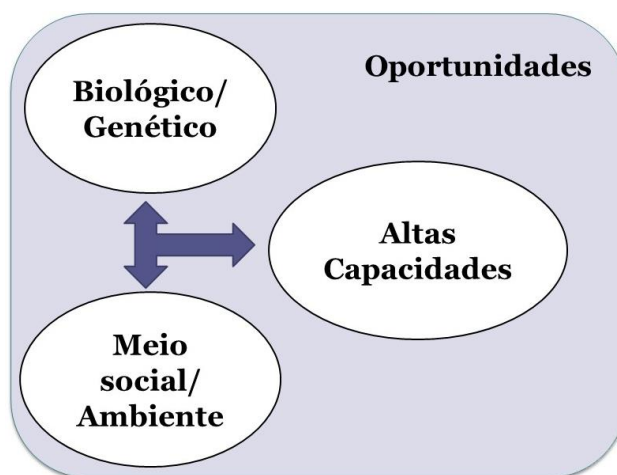 Oportunidades
Biológico/
Genético
Altas
Capacidades
Meio
social/
Ambiente